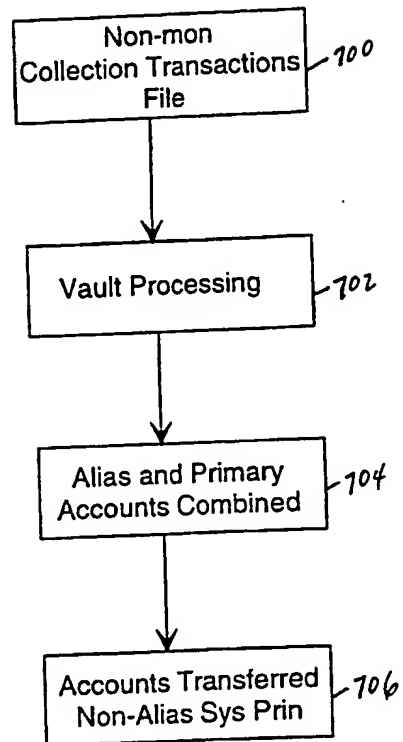 Non-mon
Collection Transactions
File
700
Vault Processing
702
Alias and Primary
Accounts Combined
704
Accounts Transferred
Non-Alias Sys Prin
706